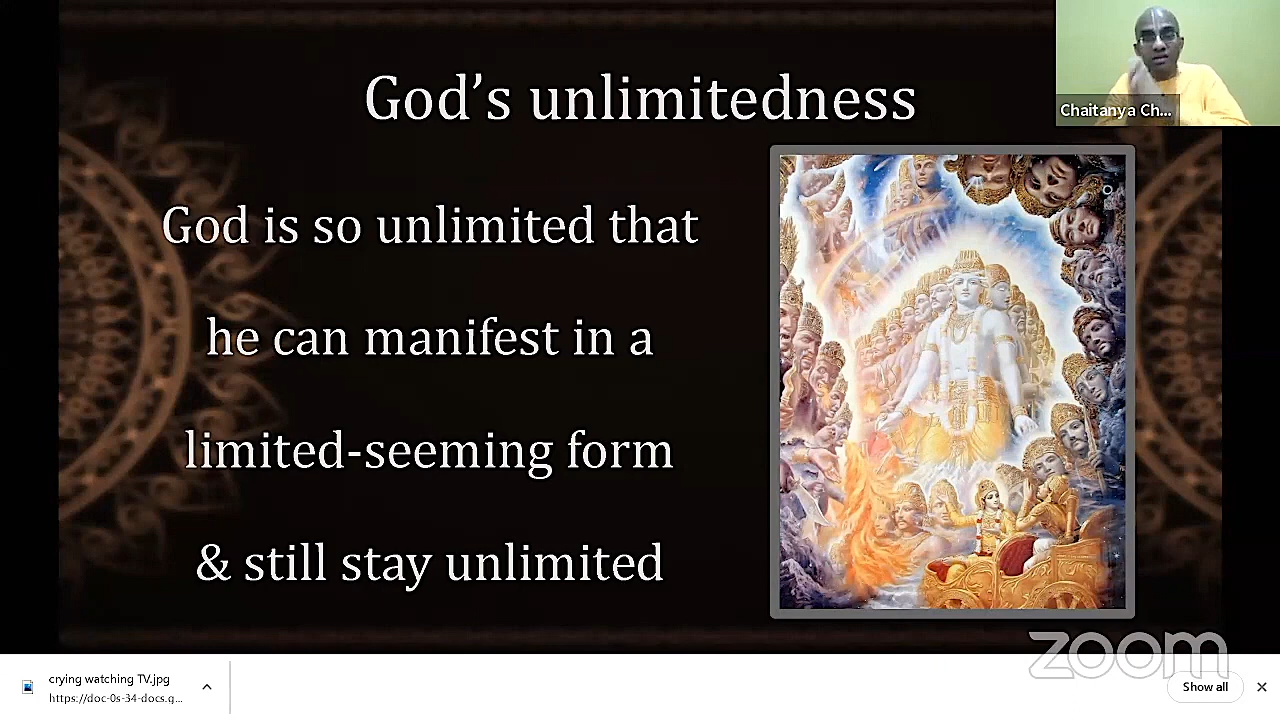 God’s unlimitedness
Chaitanya Ch...
God is so unlimited that
he can manifest in a
limited-seeming form
& still stay unlimited
zoom
crying watching TV.jpg
https://doc-0s-34-docs.g...
Show all